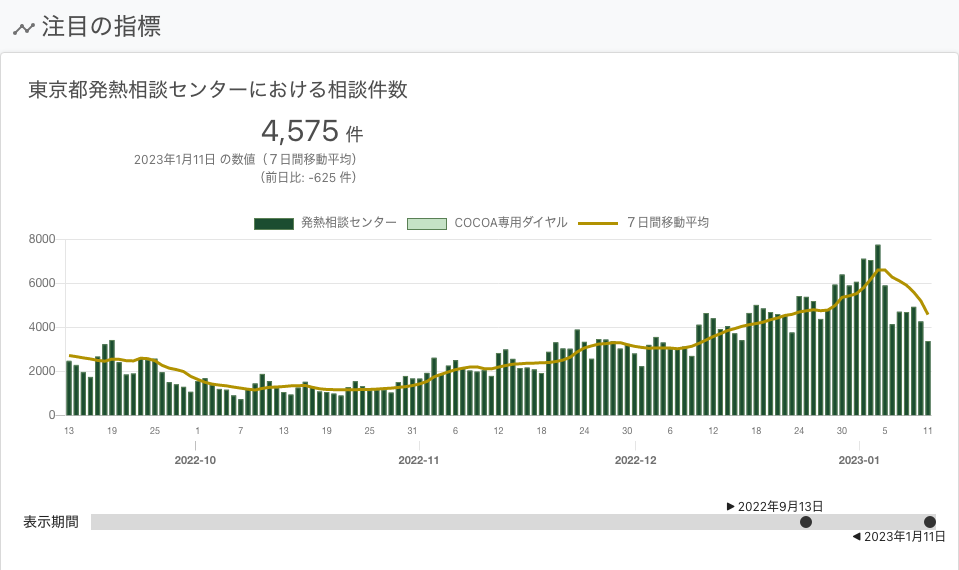 注目の指標
東京都発熱相談センターにおける相談件数
4,575 件
2023年1月11日 の数値（７日間移動平均）
（前日比: -625 件）
発熱相談センター COCOA専用ダイヤル ７日間移動平均
8000
6000
4000
2000
0
13 19 25 1 7 13 19 25 31 6 12 18 24 30 6 12 18 24 30 5 11
2022-10 2022-11 2022-12 2023-01
2022年9月13日
表示期間
2023年1月11日